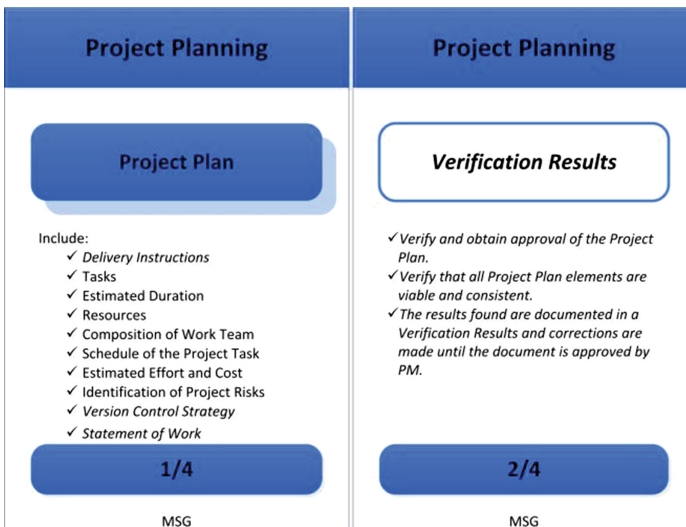 Project Planning
Project Plan
Include:
✓ Delivery Instructions
✓ Tasks
✓ Estimated Duration
✓ Resources
✓ Composition of Work Team
✓ Schedule of the Project Task
✓ Estimated Effort and Cost
✓ Identification of Project Risks
✓ Version Control Strategy
✓ Statement of Work
1/4
MSG
Project Planning
Verification Results
✓Verify and obtain approval of the Project
Plan.
✓Verify that all Project Plan elements are
viable and consistent.
✓The results found are documented in a
Verification Results and corrections are
made until the document is approved by
PM.
2/4
MSG